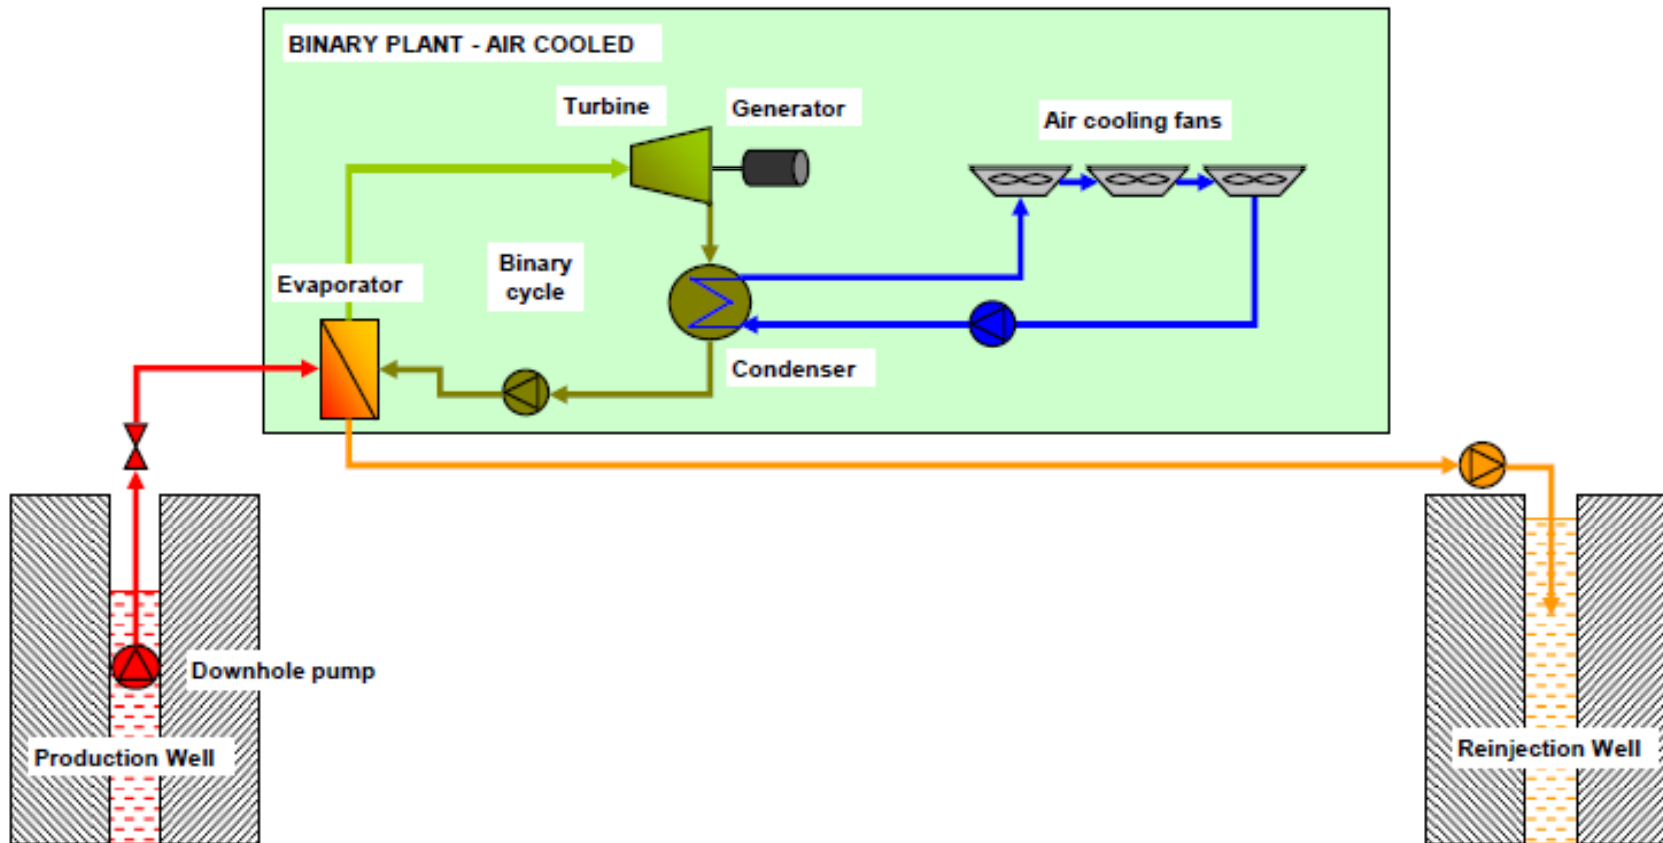 BINARY PLANT - AIR COOLED
Turbine
Generator
Air cooling fans
Binary
cycle
Evaporator
Condenser
Downhole pump
Production Well
Reinjection Well